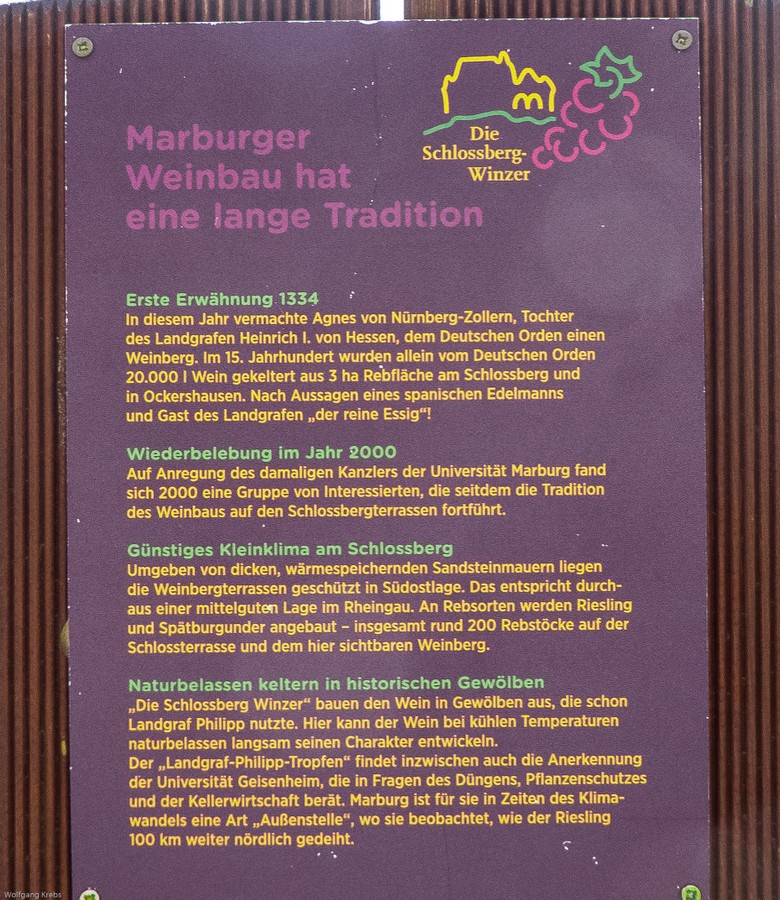 Die
Schlossberg-
Winzer
Marburger
Weinbau hat
eine lange Tradition
Erste Erwähnung 1334
In diesem Jahr vermachte Agnes von Nürnberg-Zollern, Tochter
des Landgrafen Heinrich I. von Hessen, dem Deutschen Orden einen
Weinberg. Im 15. Jahrhundert wurden allein vom Deutschen Orden
20.000 l Wein gekeltert aus 3 ha Rebfläche am Schlossberg und
in Ockershausen. Nach Aussagen eines spanischen Edelmanns
und Gast des Landgrafen „der reine Essig“!
Wiederbelebung im Jahr 2000
Auf Anregung des damaligen Kanzlers der Universität Marburg fand
sich 2000 eine Gruppe von Interessierten, die seitdem die Tradition
des Weinbaus auf den Schlossbergterrassen fortführt.
Günstiges Kleinklima am Schlossberg
Umgeben von dicken, wärmespeichernden Sandsteinmauern liegen
die Weinbergterrassen geschützt in Südostlage. Das entspricht durch-
aus einer mittelguten Lage im Rheingau. An Rebsorten werden Riesling
und Spätburgunder angebaut – insgesamt rund 200 Rebstöcke auf der
Schlossterrasse und dem hier sichtbaren Weinberg.
Naturbelassen keltern in historischen Gewölben
„Die Schlossberg Winzer“ bauen den Wein in Gewölben aus, die schon
Landgraf Philipp nutzte. Hier kann der Wein bei kühlen Temperaturen
naturbelassen langsam seinen Charakter entwickeln.
Der „Landgraf-Philipp-Tropfen“ findet inzwischen auch die Anerkennung
der Universität Geisenheim, die in Fragen des Düngens, Pflanzenschutzes
und der Kellerwirtschaft berät. Marburg ist für sie in Zeiten des Klima-
wandels eine Art „Außenstelle“, wo sie beobachtet, wie der Riesling
100 km weiter nördlich gedeiht.
Wolfgang Krebs